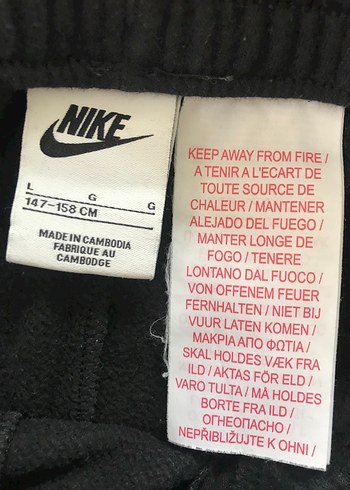 NIKE
L G G
147-158 CM
MADE IN CAMBODIA
FABRIQUE AU
CAMBODGE
KEEP AWAY FROM FIRE /
A TENIR A L'ECART DE
TOUTE SOURCE DE
CHALEUR / MANTENER
ALEJADO DEL FUEGO /
MANTER LONGE DE
FOGO / TENERE
LONTANO DAL FUOCO /
VON OFFENEM FEUER
FERNHALTEN / NIET BIJ
VUUR LATEN KOMEN /
ΜΑΚΡΙΑ ΑΠΟ ΦΩΤΙΑ /
SKAL HOLDES VÆK FRA
ILD / AKTAS FÖR ELD /
VARO TULTA / MÅ HOLDES
BORTE FRA ILD /
ОГНЕОПАСНО /
NEPŘIBLIŽUJTE K OHNI /